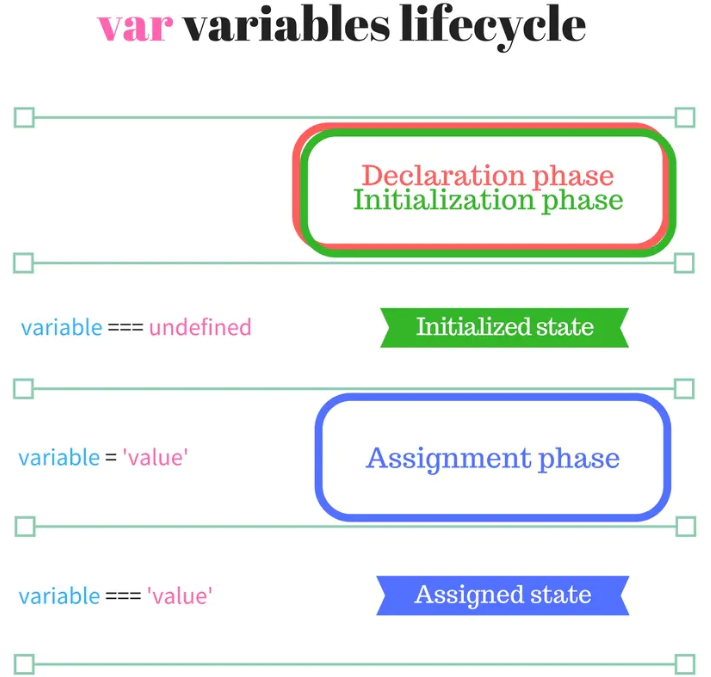 var variables lifecycle
Declaration phase
Initialization phase
variable === undefined
Initialized state
variable = 'value'
Assignment phase
variable === 'value'
Assigned state